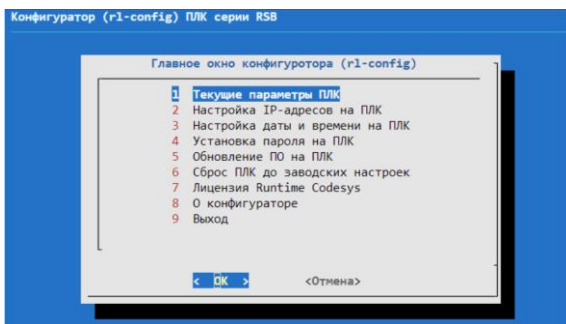 Конфигуратор (rl-config) ПЛК серии RSB
Главное окно конфигуротора (rl-config)
1 Текущие параметры ПЛК
2 Настройка IP-адресов на ПЛК
3 Настройка даты и времени на ПЛК
4 Установка пароля на ПЛК
5 Обновление ПО на ПЛК
6 Сброс ПЛК до заводских настроек
7 Лицензия Runtime Codesys
8 О конфигураторе
9 Выход
< OK > <Отмена>